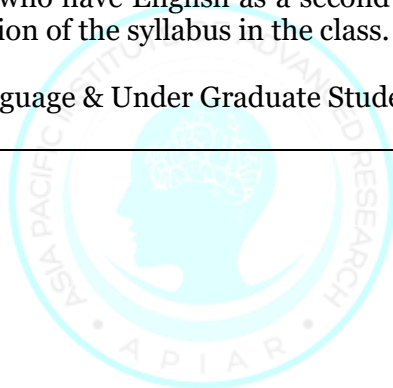 who have English as a second
ion of the syllabus in the class.
guage & Under Graduate Stude
ASIA PACIFIC INSTITUTE OF ADVANCED RESEARCH
APIAR